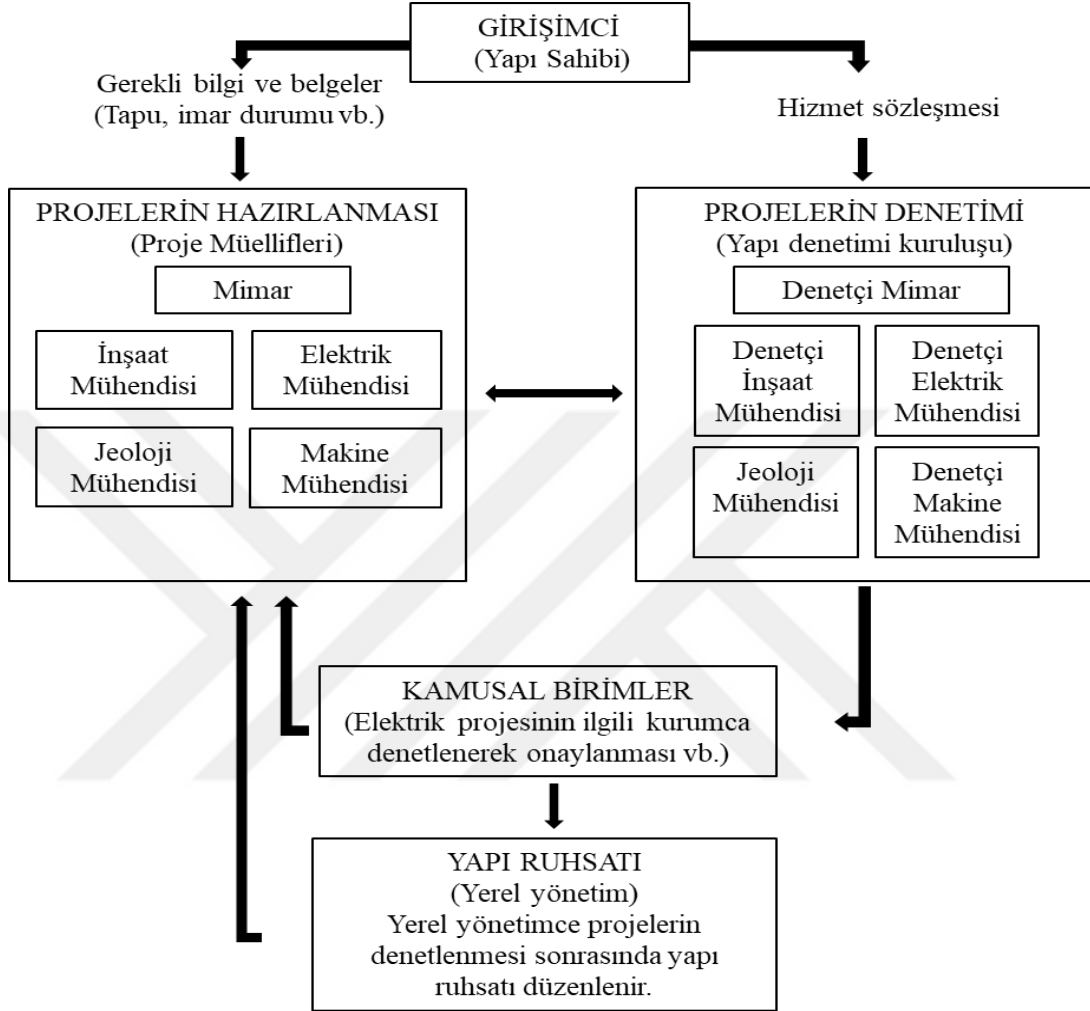 GİRİŞİMCİ
(Yapı Sahibi)
Gerekli bilgi ve belgeler
(Tapu, imar durumu vb.)
Hizmet sözleşmesi
PROJELERİN HAZIRLANMASI
(Proje Müellifleri)
Mimar
İnşaat
Mühendisi
Elektrik
Mühendisi
Jeoloji
Mühendisi
Makine
Mühendisi
PROJELERİN DENETİMİ
(Yapı denetimi kuruluşu)
Denetçi Mimar
Denetçi
İnşaat
Mühendisi
Denetçi
Elektrik
Mühendisi
Jeoloji
Mühendisi
Denetçi
Makine
Mühendisi
KAMUSAL BİRİMLER
(Elektrik projesinin ilgili kurumca
denetlenerek onaylanması vb.)
YAPI RUHSATI
(Yerel yönetim)
Yerel yönetimce projelerin
denetlenmesi sonrasında yapı
ruhsatı düzenlenir.